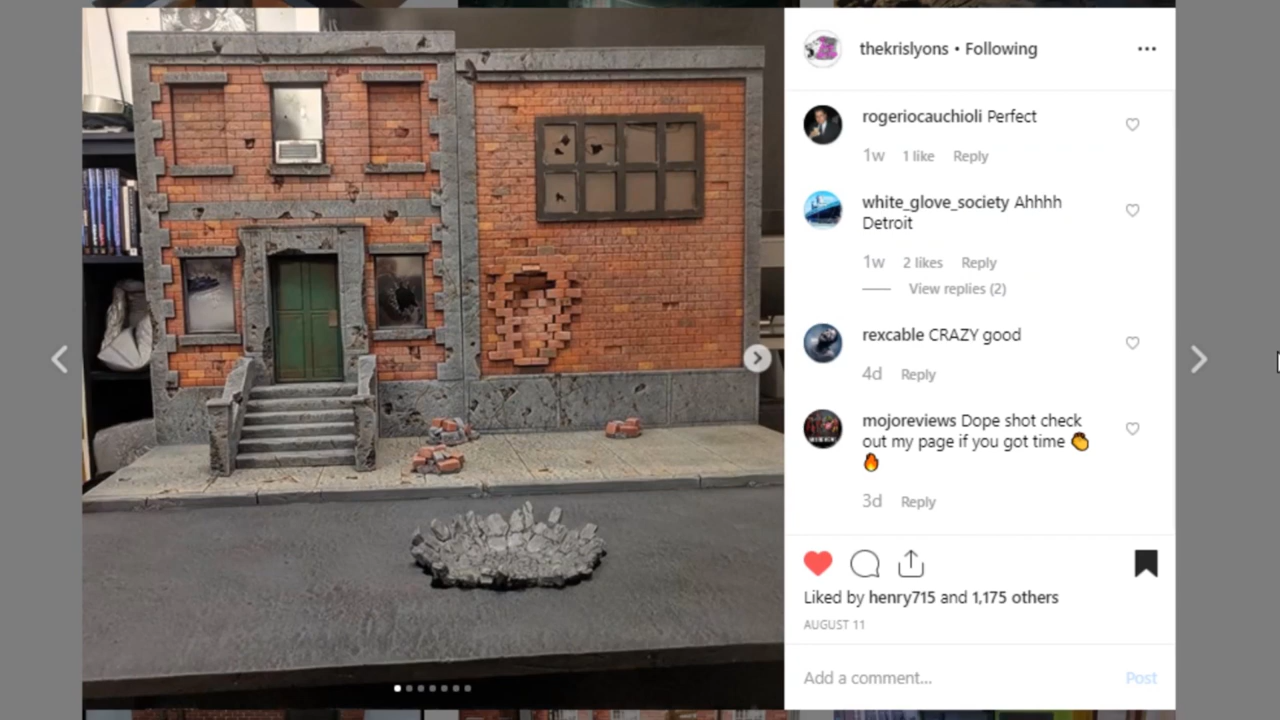 thekrislyons • Following
rogeriocauchioli Perfect
1w 1 like Reply
white_glove_society Ahhhh
Detroit
1w 2 likes Reply
View replies (2)
rexcable CRAZY good
4d Reply
mojoreviews Dope shot check
out my page if you got time 👏
🔥
3d Reply
Liked by henry715 and 1,175 others
AUGUST 11
Add a comment...
Post